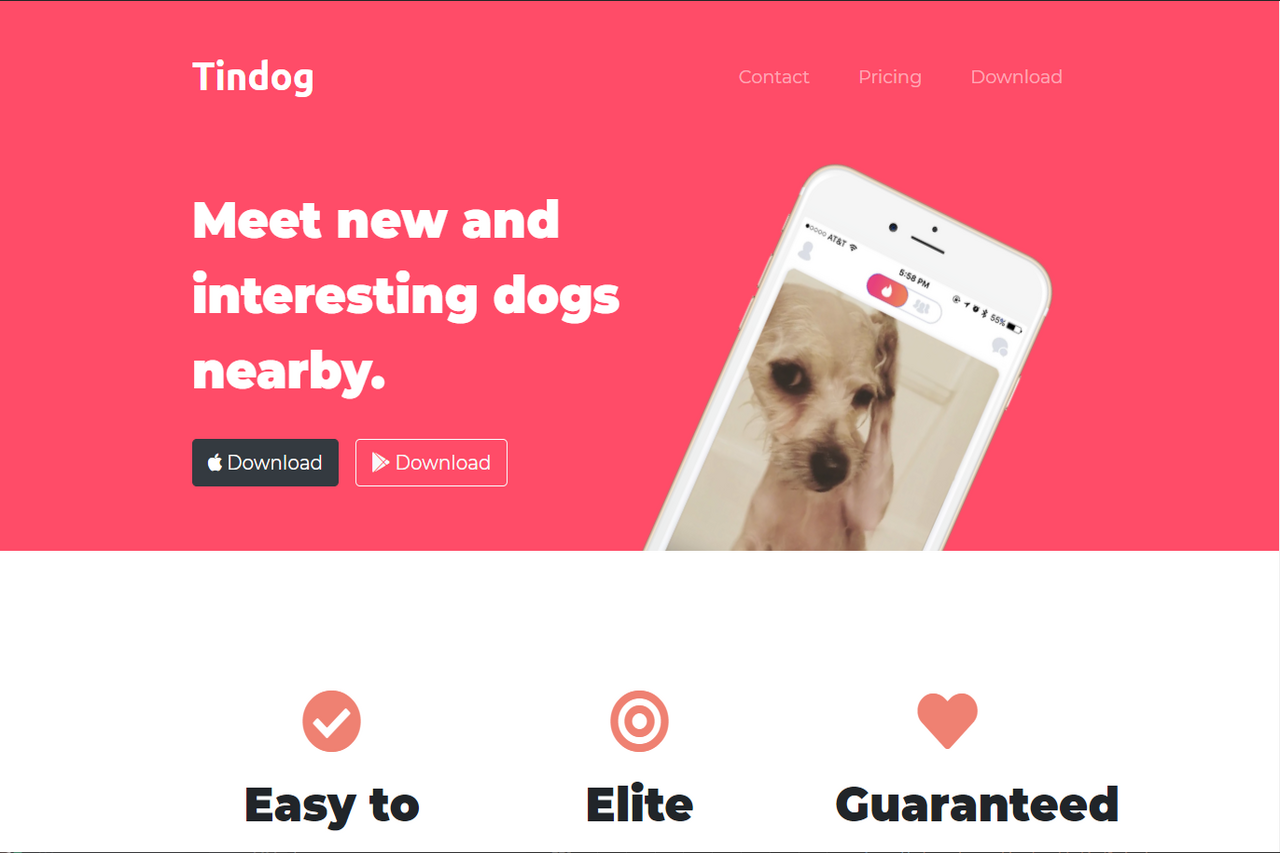 Tindog
Contact Pricing Download
Meet new and
interesting dogs
nearby.
Download Download
AT&T
5:58 PM
55%
Easy to
Elite
Guaranteed